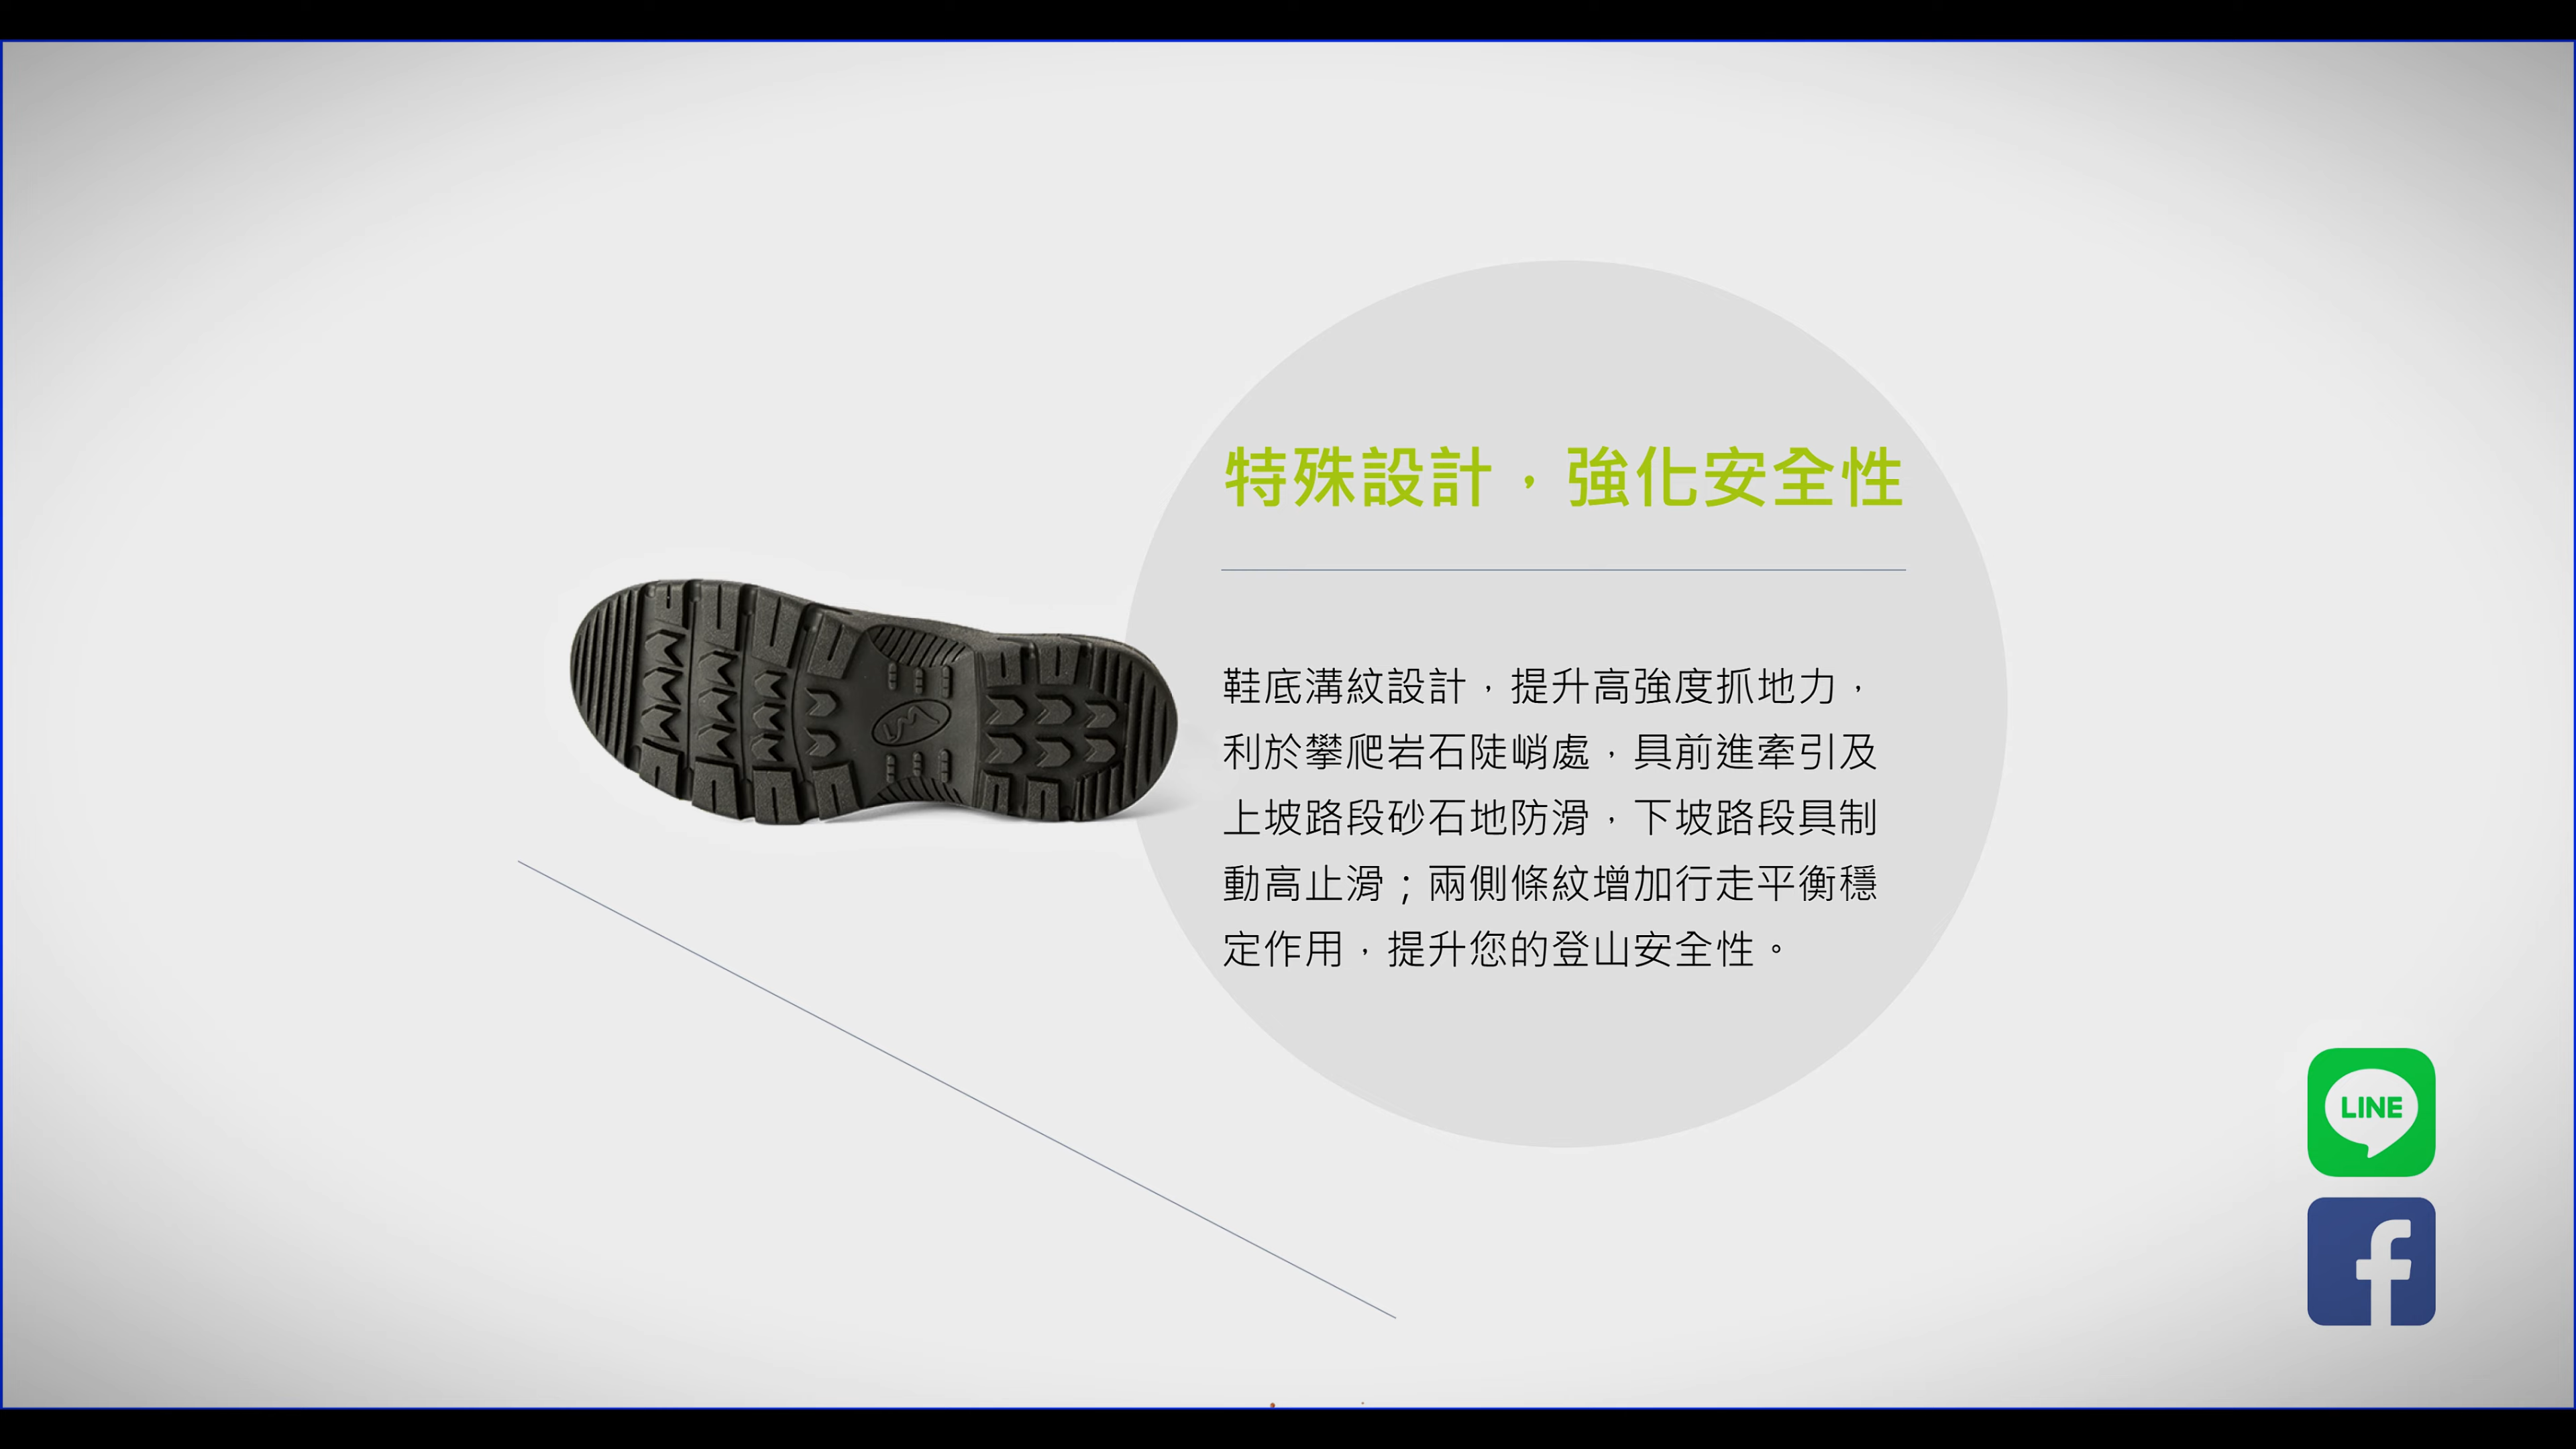 特殊設計，強化安全性
鞋底溝紋設計，提升高強度抓地力，
利於攀爬岩石陡峭處，具前進牽引及
上坡路段砂石地防滑，下坡路段具制
動高止滑；兩側條紋增加行走平衡穩
定作用，提升您的登山安全性。
LINE
f